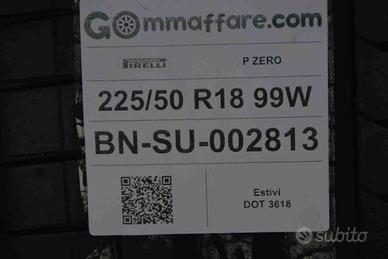 GOmmaffare.com
PIRELLI
P ZERO
225/50 R18 99W
BN-SU-002813
Estivi
DOT 3618
subito